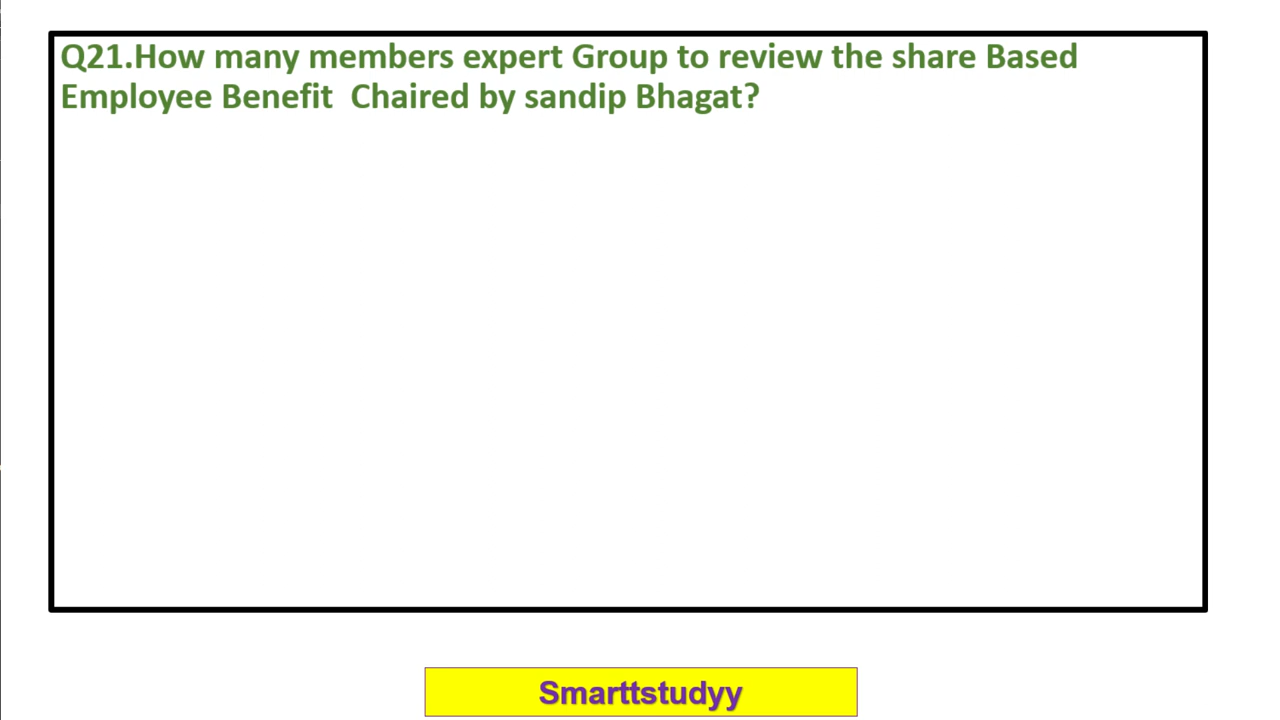 Q21.How many members expert Group to review the share Based
Employee Benefit  Chaired by sandip Bhagat?
Smarttstudyy